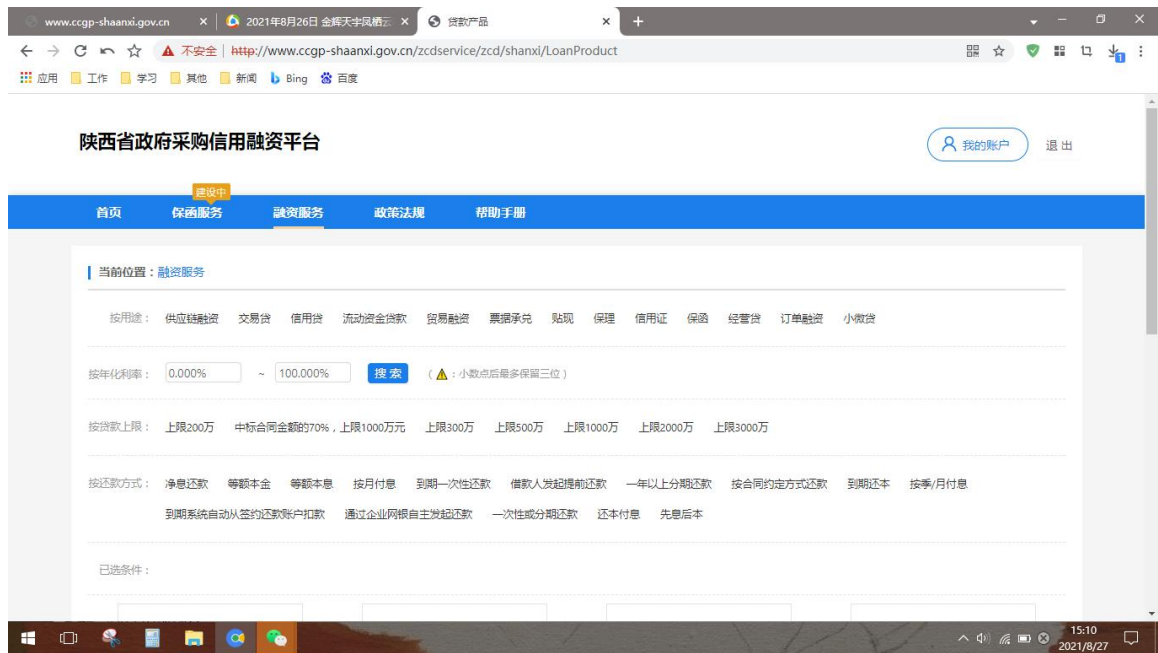 www.ccgp-shaanxi.gov.cn
2021年8月26日 金辉天宇凤栖云
贷款产品
不安全 | http://www.ccgp-shaanxi.gov.cn/zcdservice/zcd/shanxi/LoanProduct
应用 工作 学习 其他 新闻 Bing 百度
陕西省政府采购信用融资平台
我的账户 退出
建设中
首页 保函服务 融资服务 政策法规 帮助手册
当前位置：融资服务
按用途： 供应链融资 交易贷 信用贷 流动资金贷款 贸易融资 票据承兑 贴现 保理 信用证 保函 经营贷 订单融资 小微贷
按年化利率： 0.000% ~ 100.000% 搜索 （ ：小数点后最多保留三位）
按贷款上限： 上限200万 中标合同金额的70%，上限1000万元 上限300万 上限500万 上限1000万 上限2000万 上限3000万
按还款方式： 净息还款 等额本金 等额本息 按月付息 到期一次性还款 借款人发起提前还款 一年以上分期还款 按合同约定方式还款 到期还本 按季/月付息
到期系统自动从签约还款账户扣款 通过企业网银自主发起还款 一次性或分期还款 还本付息 先息后本
已选条件：
15:10
2021/8/27